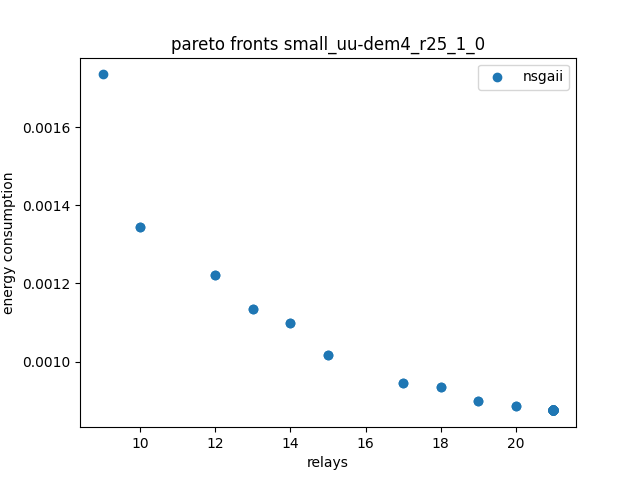 pareto fronts small_uu-dem4_r25_1_0
nsgaii
energy consumption
0.0016
0.0014
0.0012
0.0010
10
12
14
16
18
20
relays